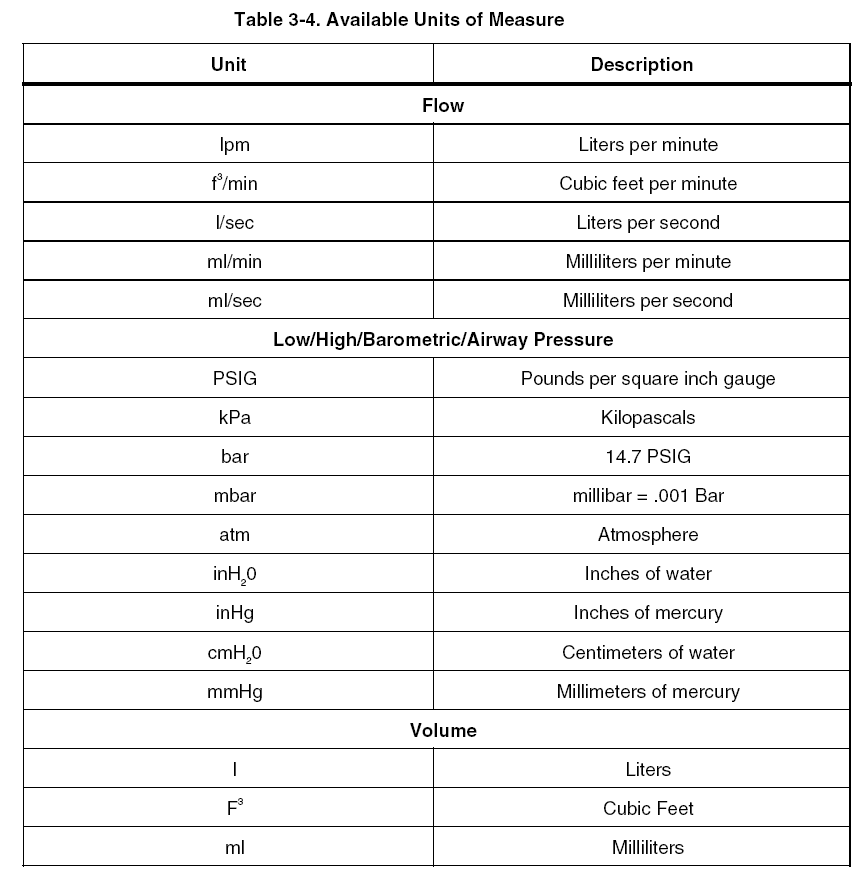 Table 3-4. Available Units of Measure
Unit Description
Flow
lpm Liters per minute
f³/min Cubic feet per minute
l/sec Liters per second
ml/min Milliliters per minute
ml/sec Milliliters per second
Low/High/Barometric/Airway Pressure
PSIG Pounds per square inch gauge
kPa Kilopascals
bar 14.7 PSIG
mbar millibar = .001 Bar
atm Atmosphere
inH₂0 Inches of water
inHg Inches of mercury
cmH₂0 Centimeters of water
mmHg Millimeters of mercury
Volume
l Liters
F³ Cubic Feet
ml Milliliters